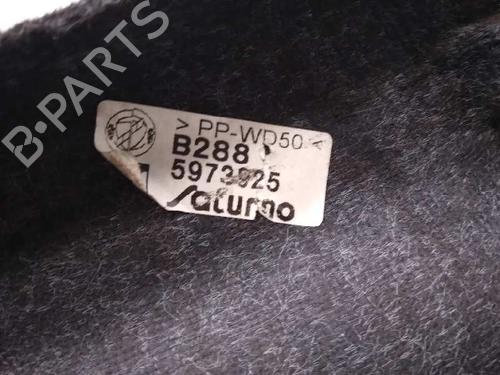 > PP-WD50 <
B288
5973925
Saturno
B-PARTS